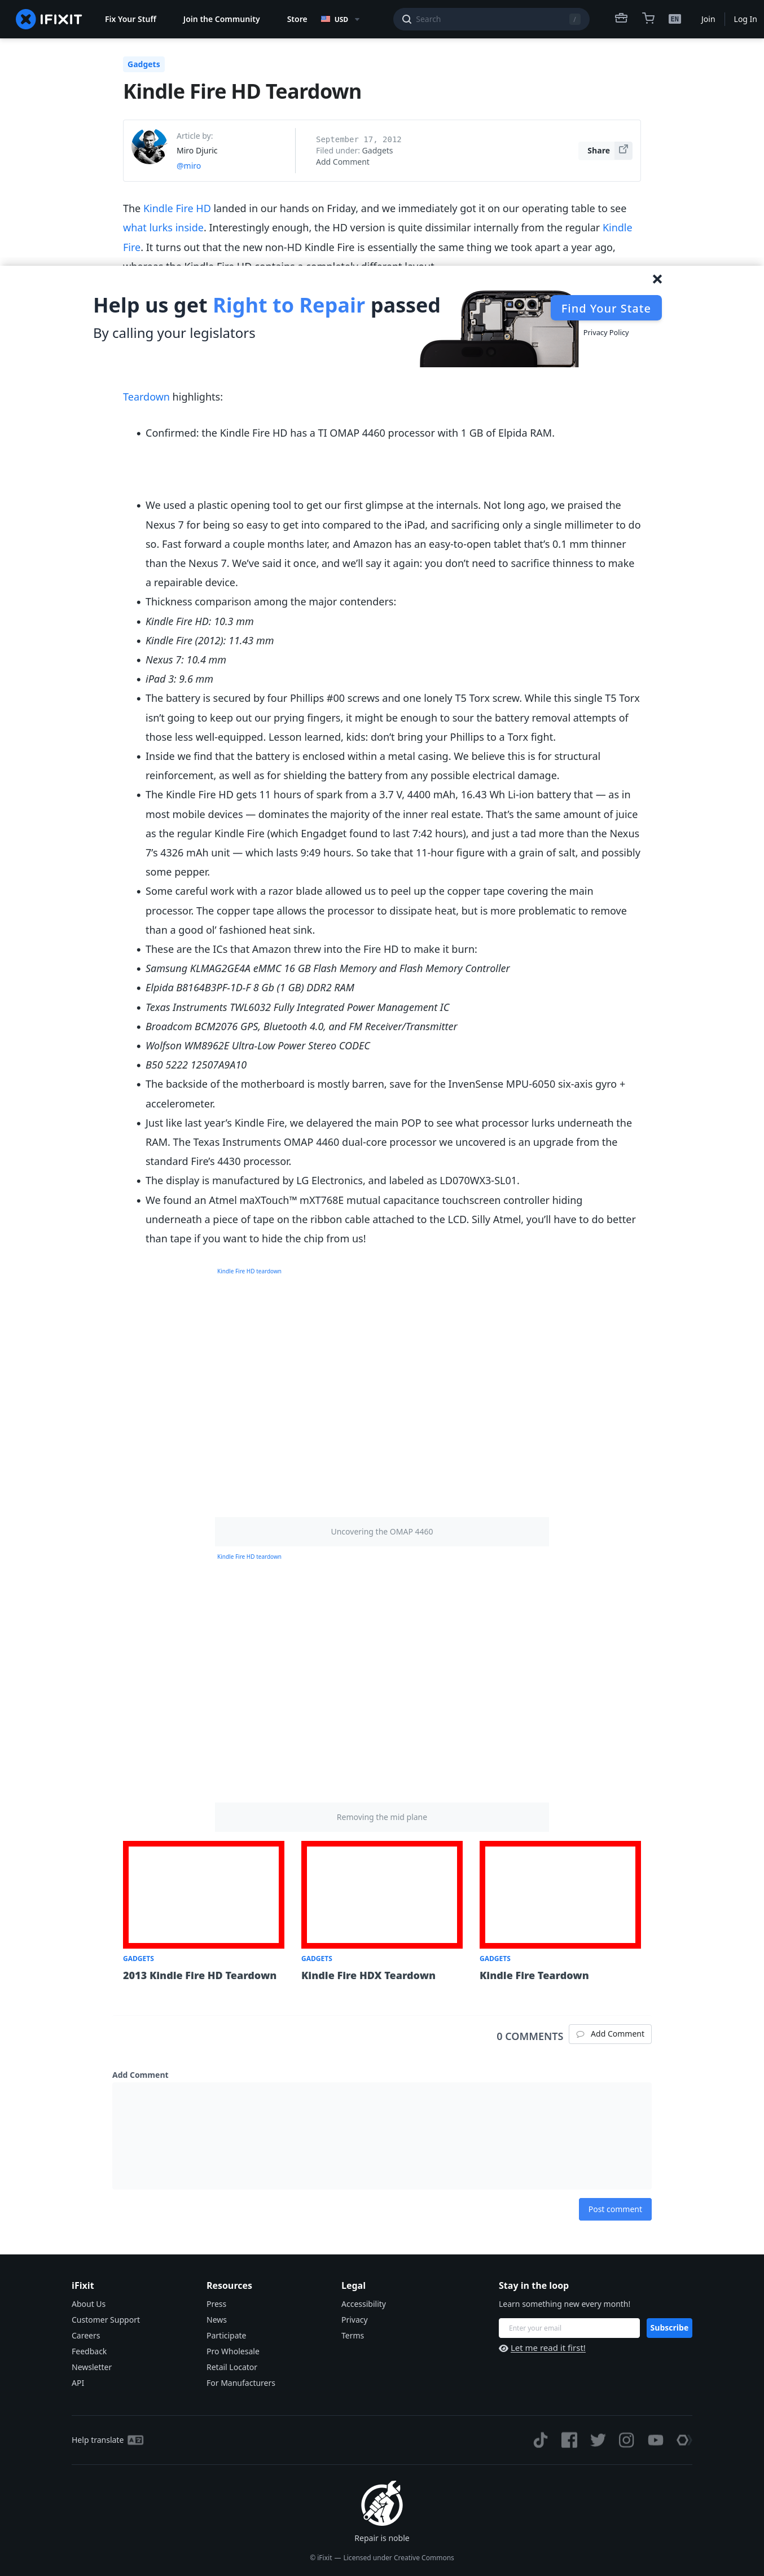 IFIXIT
Fix Your Stuff
Join the Community
Store
USD
Search
/
EN
Join
Log In
Gadgets
Kindle Fire HD Teardown
Article by:
Miro Djuric
@miro
September 17, 2012
Filed under: Gadgets
Add Comment
Share
The Kindle Fire HD landed in our hands on Friday, and we immediately got it on our operating table to see
what lurks inside. Interestingly enough, the HD version is quite dissimilar internally from the regular Kindle
Fire. It turns out that the new non-HD Kindle Fire is essentially the same thing we took apart a year ago,
whereas the Kindle Fire HD contains a completely different layout.
Help us get Right to Repair passed
By calling your legislators
Find Your State
Privacy Policy
Teardown highlights:
Confirmed: the Kindle Fire HD has a TI OMAP 4460 processor with 1 GB of Elpida RAM.
We used a plastic opening tool to get our first glimpse at the internals. Not long ago, we praised the
Nexus 7 for being so easy to get into compared to the iPad, and sacrificing only a single millimeter to do
so. Fast forward a couple months later, and Amazon has an easy-to-open tablet that's 0.1 mm thinner
than the Nexus 7. We've said it once, and we'll say it again: you don't need to sacrifice thinness to make
a repairable device.
Thickness comparison among the major contenders:
Kindle Fire HD: 10.3 mm
Kindle Fire (2012): 11.43 mm
Nexus 7: 10.4 mm
iPad 3: 9.6 mm
The battery is secured by four Phillips #00 screws and one lonely T5 Torx screw. While this single T5 Torx
isn't going to keep out our prying fingers, it might be enough to sour the battery removal attempts of
those less well-equipped. Lesson learned, kids: don't bring your Phillips to a Torx fight.
Inside we find that the battery is enclosed within a metal casing. We believe this is for structural
reinforcement, as well as for shielding the battery from any possible electrical damage.
The Kindle Fire HD gets 11 hours of spark from a 3.7 V, 4400 mAh, 16.43 Wh Li-ion battery that — as in
most mobile devices — dominates the majority of the inner real estate. That's the same amount of juice
as the regular Kindle Fire (which Engadget found to last 7:42 hours), and just a tad more than the Nexus
7's 4326 mAh unit — which lasts 9:49 hours. So take that 11-hour figure with a grain of salt, and possibly
some pepper.
Some careful work with a razor blade allowed us to peel up the copper tape covering the main
processor. The copper tape allows the processor to dissipate heat, but is more problematic to remove
than a good ol' fashioned heat sink.
These are the ICs that Amazon threw into the Fire HD to make it burn:
Samsung KLMAG2GE4A eMMC 16 GB Flash Memory and Flash Memory Controller
Elpida B8164B3PF-1D-F 8 Gb (1 GB) DDR2 RAM
Texas Instruments TWL6032 Fully Integrated Power Management IC
Broadcom BCM2076 GPS, Bluetooth 4.0, and FM Receiver/Transmitter
Wolfson WM8962E Ultra-Low Power Stereo CODEC
B50 5222 12507A9A10
The backside of the motherboard is mostly barren, save for the InvenSense MPU-6050 six-axis gyro +
accelerometer.
Just like last year's Kindle Fire, we delayered the main POP to see what processor lurks underneath the
RAM. The Texas Instruments OMAP 4460 dual-core processor we uncovered is an upgrade from the
standard Fire's 4430 processor.
The display is manufactured by LG Electronics, and labeled as LD070WX3-SL01.
We found an Atmel maXTouch™ mXT768E mutual capacitance touchscreen controller hiding
underneath a piece of tape on the ribbon cable attached to the LCD. Silly Atmel, you'll have to do better
than tape if you want to hide the chip from us!
Kindle Fire HD teardown
Uncovering the OMAP 4460
Kindle Fire HD teardown
Removing the mid plane
GADGETS
2013 Kindle Fire HD Teardown
GADGETS
Kindle Fire HDX Teardown
GADGETS
Kindle Fire Teardown
0 COMMENTS
Add Comment
Add Comment
Post comment
iFixit
About Us
Customer Support
Careers
Feedback
Newsletter
API
Resources
Press
News
Participate
Pro Wholesale
Retail Locator
For Manufacturers
Legal
Accessibility
Privacy
Terms
Stay in the loop
Learn something new every month!
Enter your email
Subscribe
Let me read it first!
Help translate
Repair is noble
© iFixit — Licensed under Creative Commons